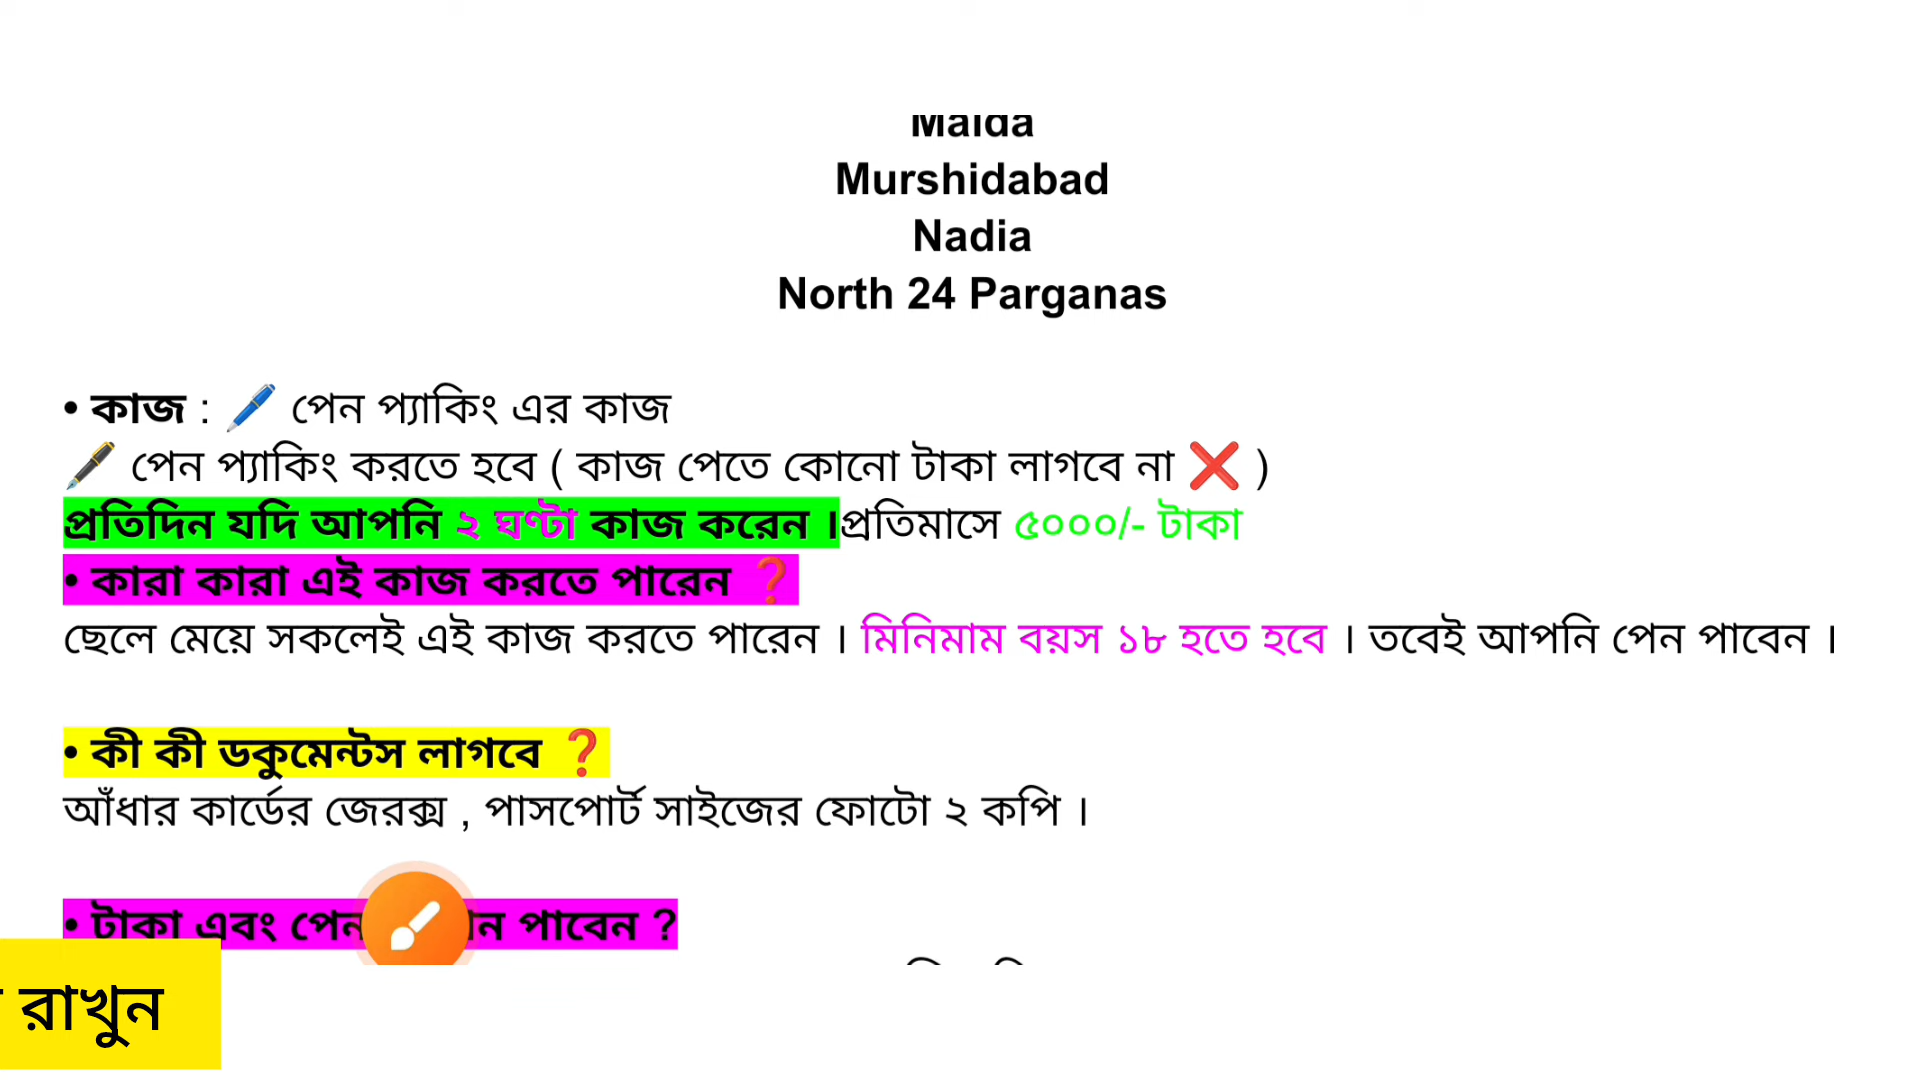 Malda
Murshidabad
Nadia
North 24 Parganas
• কাজ : 🖊️ পেন প্যাকিং এর কাজ
🖋️ পেন প্যাকিং করতে হবে ( কাজ পেতে কোনো টাকা লাগবে না ❌ )
প্রতিদিন যদি আপনি ২ ঘণ্টা কাজ করেন ।প্রতিমাসে ৫০০০/- টাকা
• কারা কারা এই কাজ করতে পারেন ❓
ছেলে মেয়ে সকলেই এই কাজ করতে পারেন । মিনিমাম বয়স ১৮ হতে হবে । তবেই আপনি পেন পাবেন ।
• কী কী ডকুমেন্টস লাগবে ❓
আঁধার কার্ডের জেরক্স , পাসপোর্ট সাইজের ফোটো ২ কপি ।
• টাকা এবং পেন পাবেন ?
রাখুন